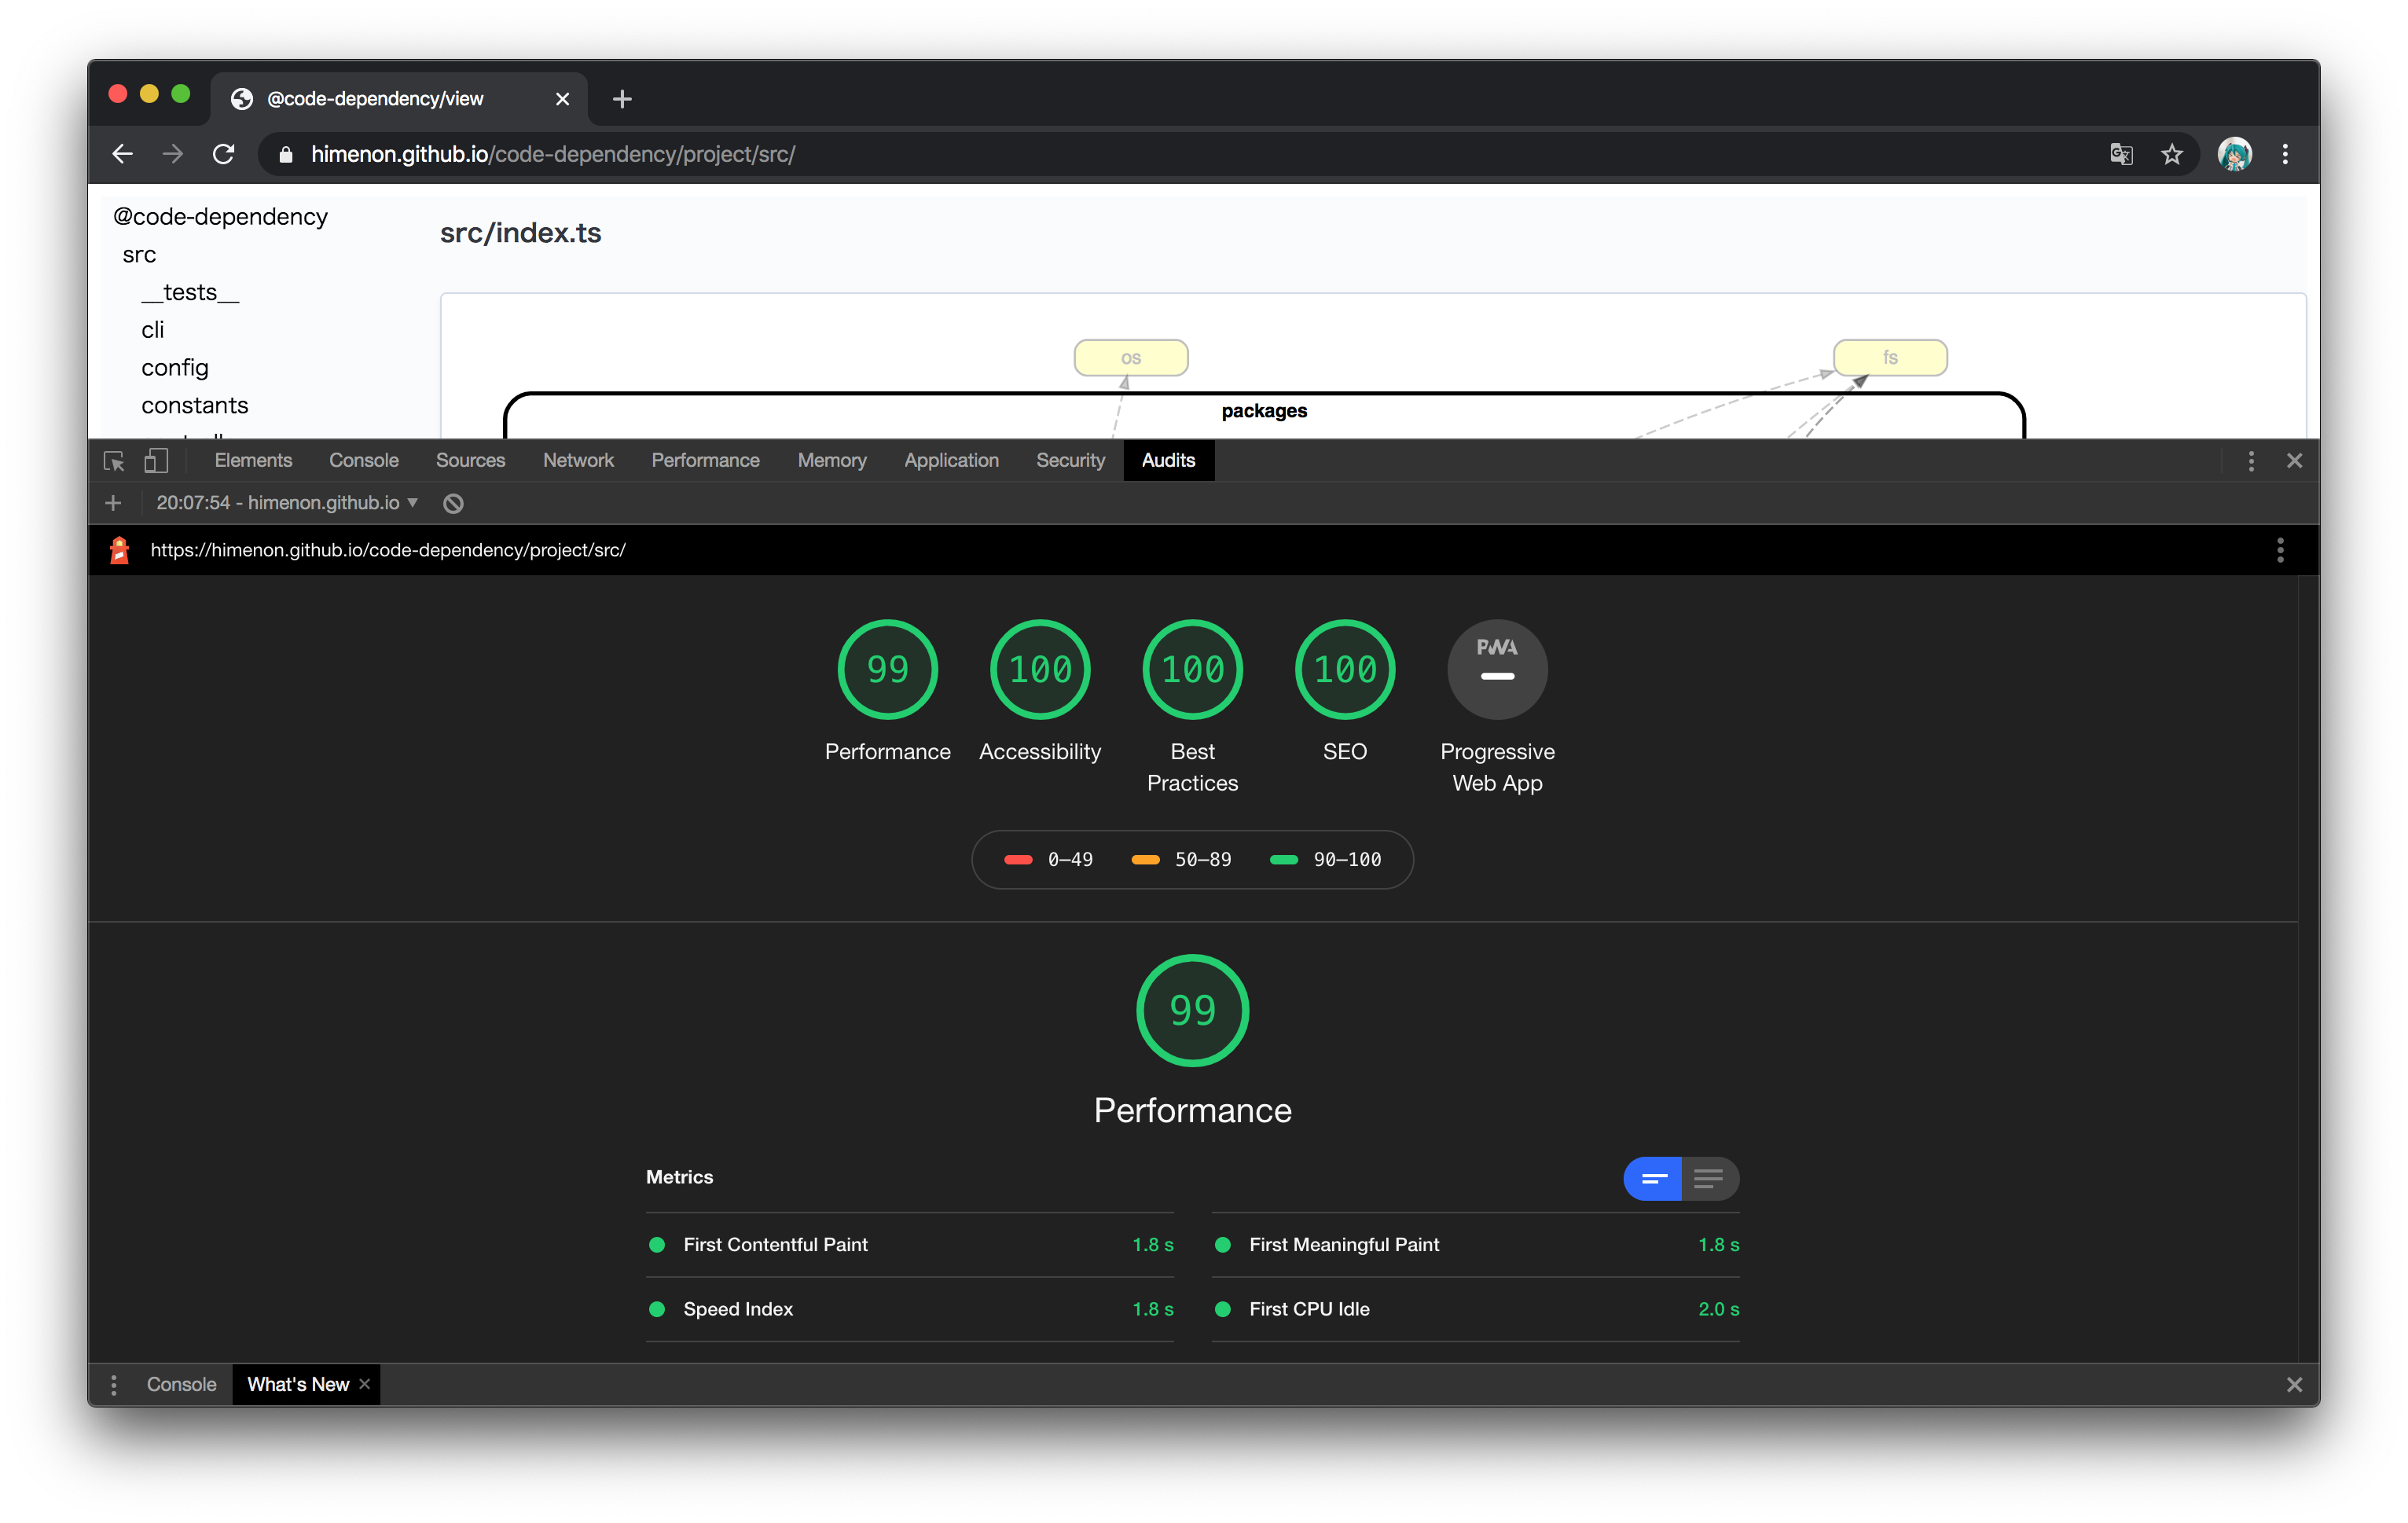 @code-dependency/view
himenon.github.io/code-dependency/project/src/
@code-dependency
src
__tests__
cli
config
constants
src/index.ts
os
fs
packages
Elements Console Sources Network Performance Memory Application Security Audits
20:07:54 - himenon.github.io
https://himenon.github.io/code-dependency/project/src/
99 100 100 100 PWA
Performance Accessibility Best Practices SEO Progressive Web App
0–49 50–89 90–100
99
Performance
Metrics
First Contentful Paint 1.8 s First Meaningful Paint 1.8 s
Speed Index 1.8 s First CPU Idle 2.0 s
Console What's New